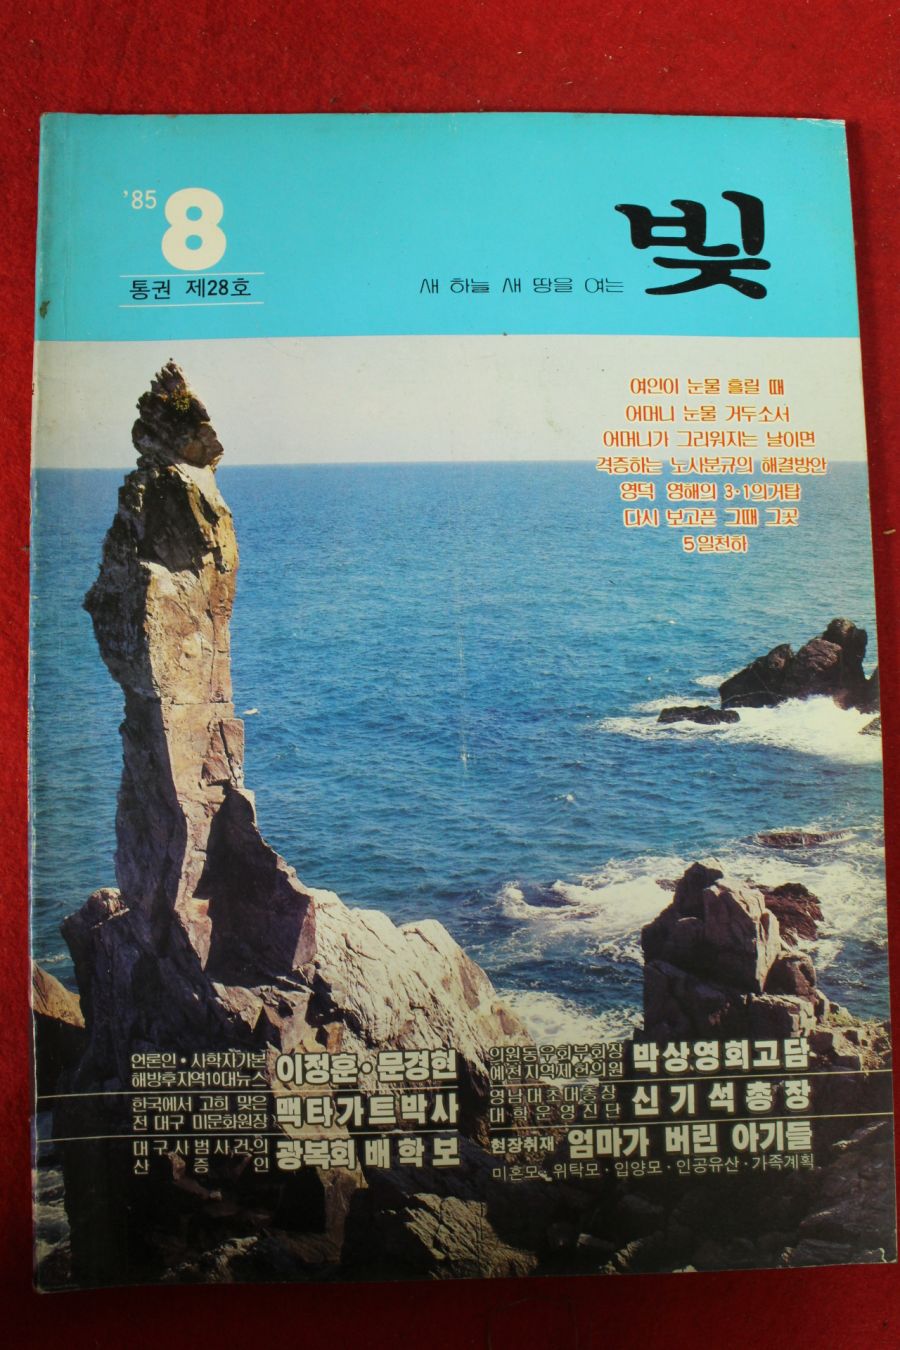 '85 8
통권 제28호
새 하늘 새 땅을 여는
빛
여인이 눈물 흘릴 때
어머니 눈물 거두소서
어머니가 그리워지는 날이면
격증하는 노사분규의 해결방안
영덕 영해의 3·1의거탑
다시 보고픈 그때 그곳
5일천하
언론인·사학자가본
해방후지역10대뉴스
이정훈·문경현
한국에서 고희 맞은
전 대구 미문화원장
맥타가트박사
대구사범사건의
산증인
광복회배학보
의원동우회부회장
예천지역제헌의원
박상영회고담
영남대초대총장
대학운영진단
신기석총장
현장취재 엄마가 버린 아기들
미혼모·위탁모·입양모·인공유산·가족계획